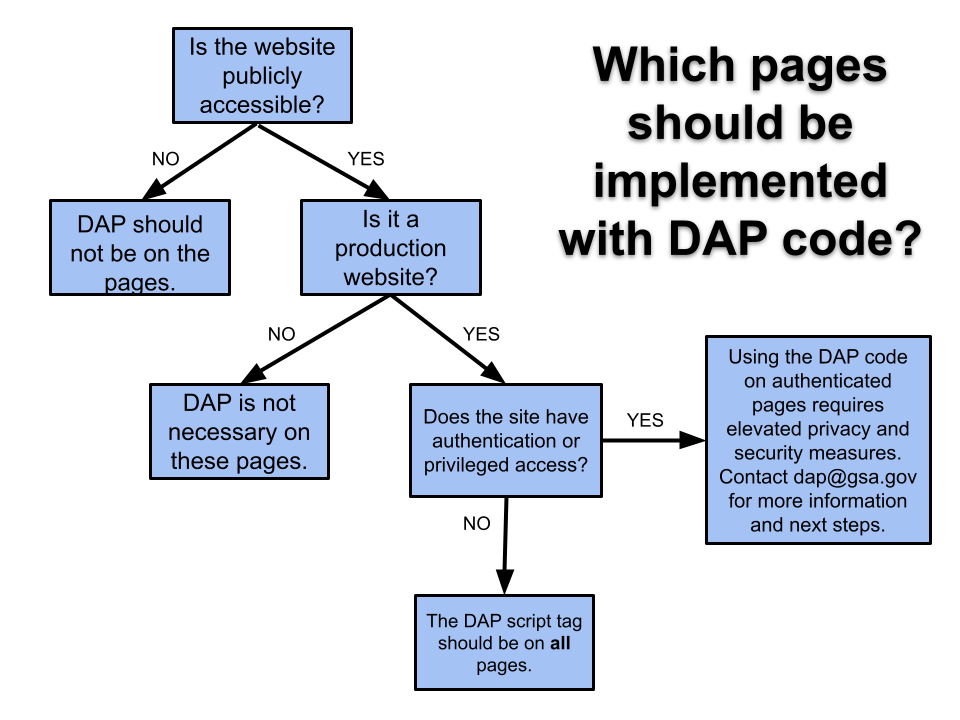 Which pages
should be
implemented
with DAP code?
Is the website
publicly
accessible?
NO
YES
DAP should
not be on the
pages.
Is it a
production
website?
NO
YES
DAP is not
necessary on
these pages.
Does the site have
authentication or
privileged access?
YES
Using the DAP code
on authenticated
pages requires
elevated privacy and
security measures.
Contact dap@gsa.gov
for more information
and next steps.
NO
The DAP script tag
should be on all
pages.